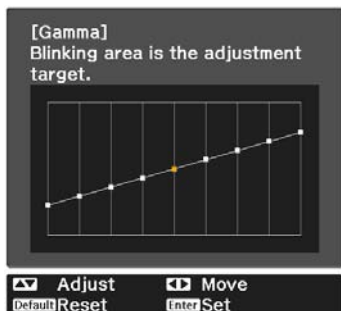 [Gamma]
Blinking area is the adjustment
target.
Adjust Move
Default Reset Enter Set